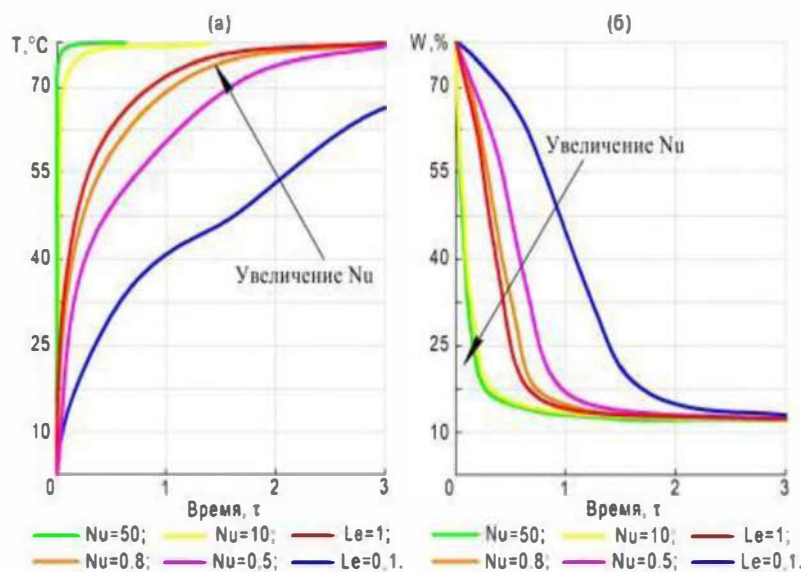 (а)
T,°C
70
55
40
25
10
0
1
2
3
Увеличение Nu
Время, τ
Nu=50;
Nu=10;
Le=1;
Nu=0.8;
Nu=0.5;
Le=0,1.
(б)
W,%
70
55
40
25
10
0
1
2
3
Увеличение Nu
Время, τ
Nu=50;
Nu=10;
Le=1;
Nu=0.8;
Nu=0.5;
Le=0,1.